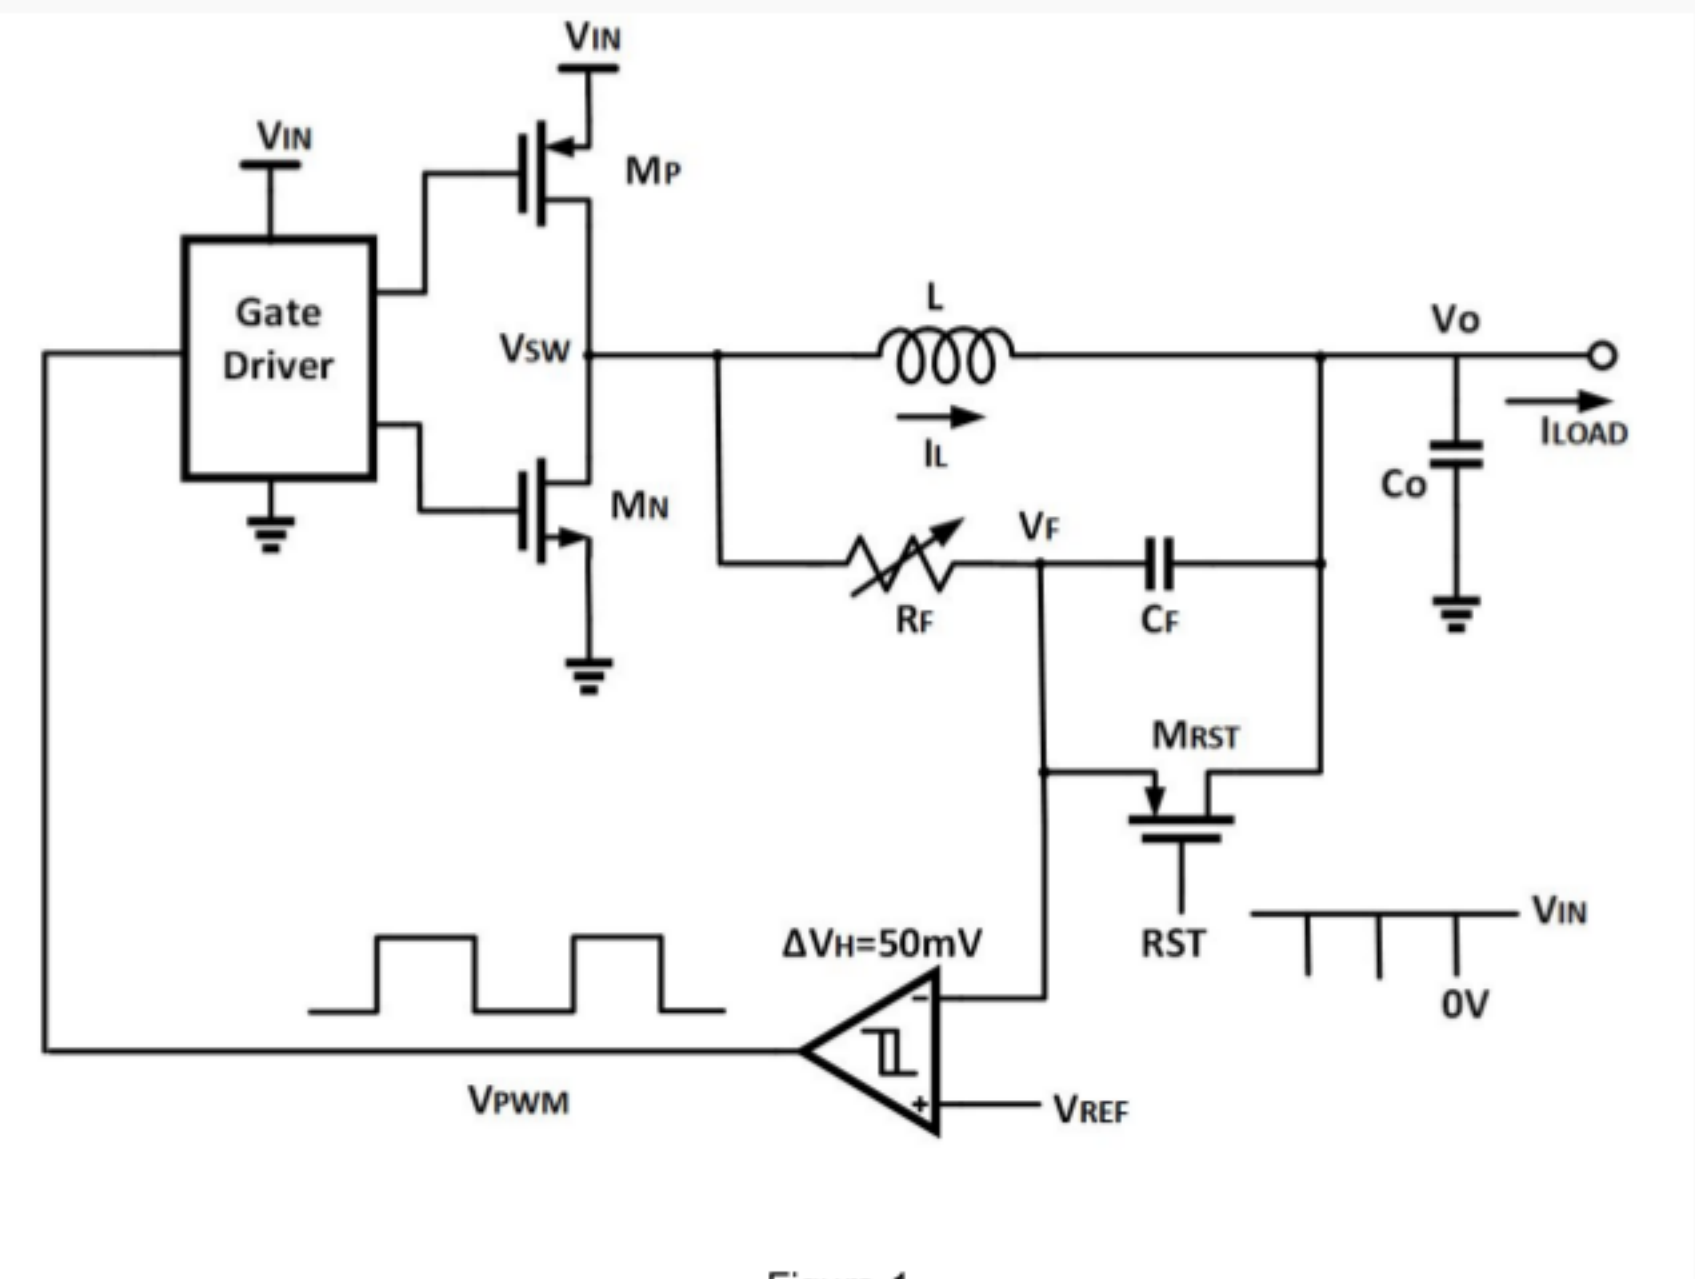 VIN
VIN
MP
Gate
Driver
L
Vo
VSW
IL
ILOAD
Co
MN
VF
RF
CF
MRST
VIN
RST
0V
ΔVH=50mV
-
+
VREF
VPWM